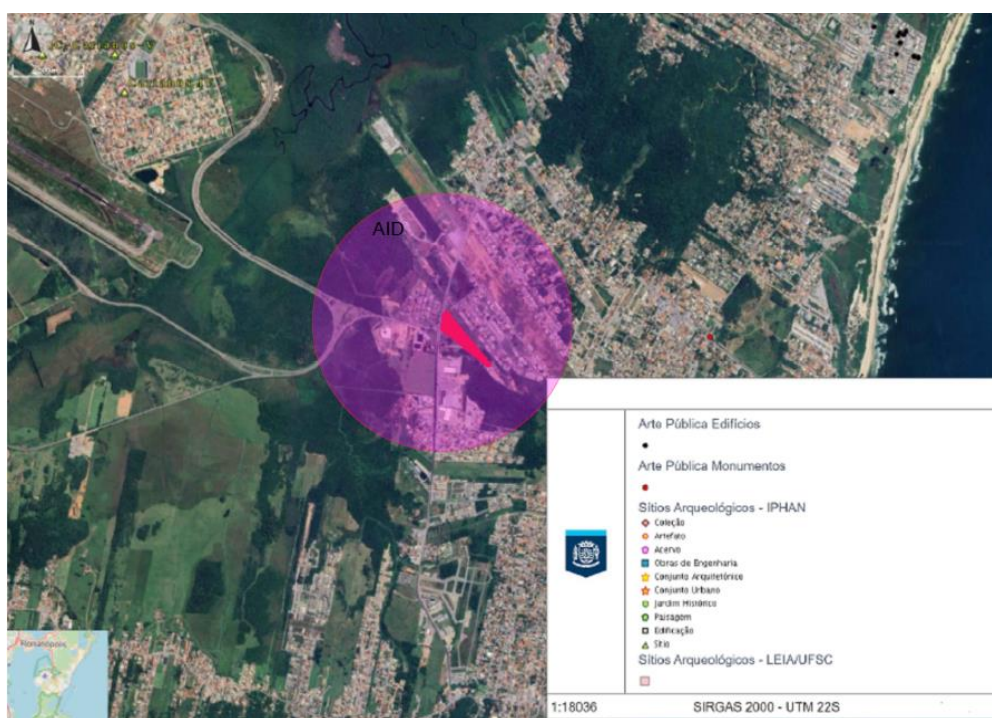 AID
Arte Pública Edifícios
Arte Pública Monumentos
Sítios Arqueológicos - IPHAN
Coleção
Artefato
Acervo
Obras de Engenharia
Conjunto Arquitetônico
Conjunto Urbano
Jardim Histórico
Paisagem
Edificação
Sítio
Sítios Arqueológicos - LEIA/UFSC
1:18036 SIRGAS 2000 - UTM 22S
Florianópolis